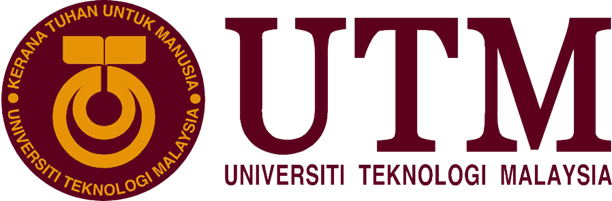 KERANA TUHAN UNTUK MANUSIA
UNIVERSITI TEKNOLOGI MALAYSIA
UTM
UNIVERSITI TEKNOLOGI MALAYSIA